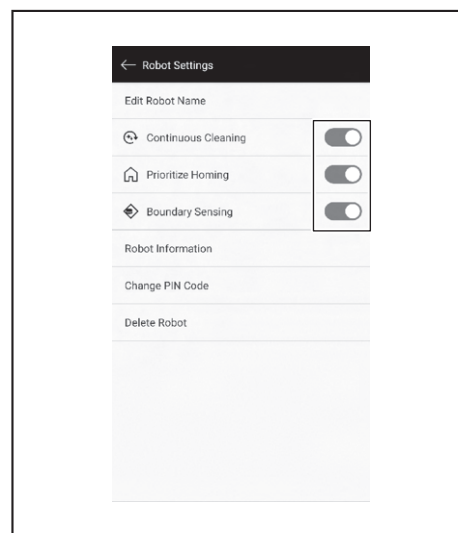 Robot Settings
Edit Robot Name
Continuous Cleaning
Prioritize Homing
Boundary Sensing
Robot Information
Change PIN Code
Delete Robot